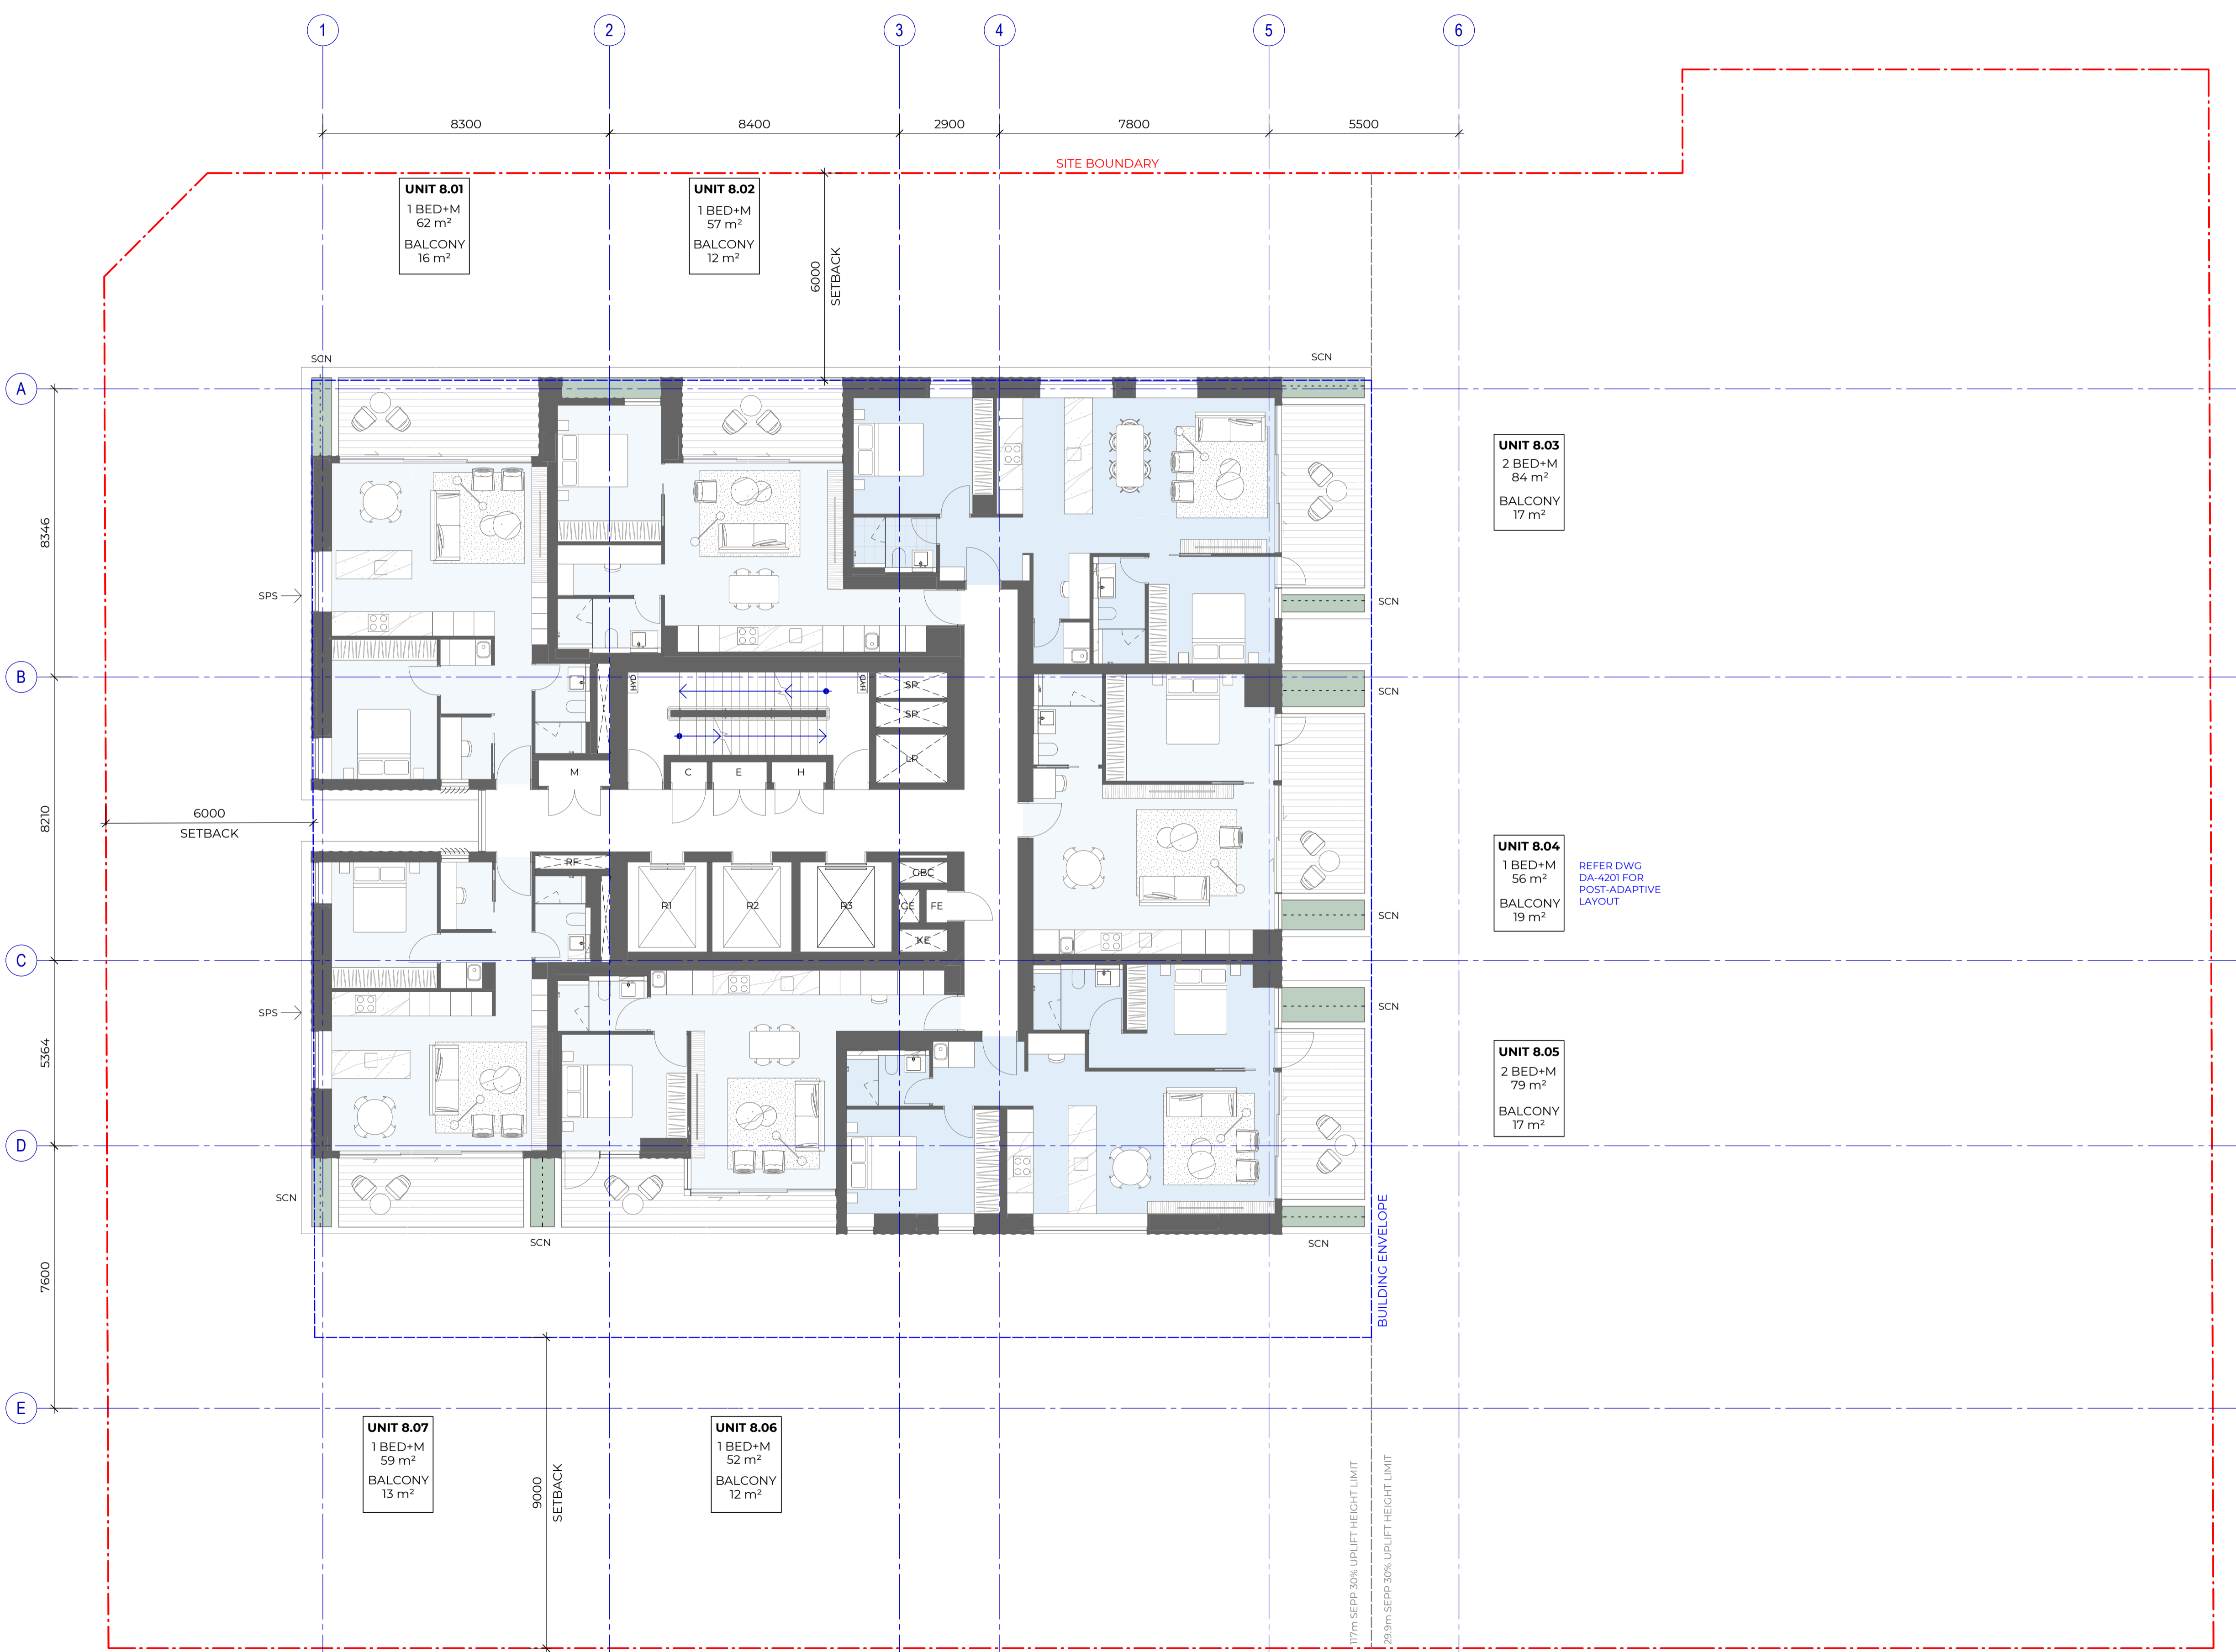 1
2
3
4
5
6
8300
8400
2900
7800
5500
SITE BOUNDARY
UNIT 8.01
1 BED+M
62 m²
BALCONY
16 m²
UNIT 8.02
1 BED+M
57 m²
BALCONY
12 m²
6000
SETBACK
SCN
SCN
A
UNIT 8.03
2 BED+M
84 m²
BALCONY
17 m²
8346
SPS
SCN
B
HYD
HYD
SP
SP
LR
SCN
M
C
E
H
8210
6000
SETBACK
UNIT 8.04
1 BED+M
56 m²
BALCONY
19 m²
REFER DWG
DA-4201 FOR
POST-ADAPTIVE
LAYOUT
RF
R1
R2
R3
GBC
GE
FE
KE
SCN
C
SPS
SCN
5364
UNIT 8.05
2 BED+M
79 m²
BALCONY
17 m²
D
SCN
SCN
SCN
BUILDING ENVELOPE
7600
E
UNIT 8.07
1 BED+M
59 m²
BALCONY
13 m²
9000
SETBACK
UNIT 8.06
1 BED+M
52 m²
BALCONY
12 m²
117m SEPP 30% UPLIFT HEIGHT LIMIT
29.9m SEPP 30% UPLIFT HEIGHT LIMIT